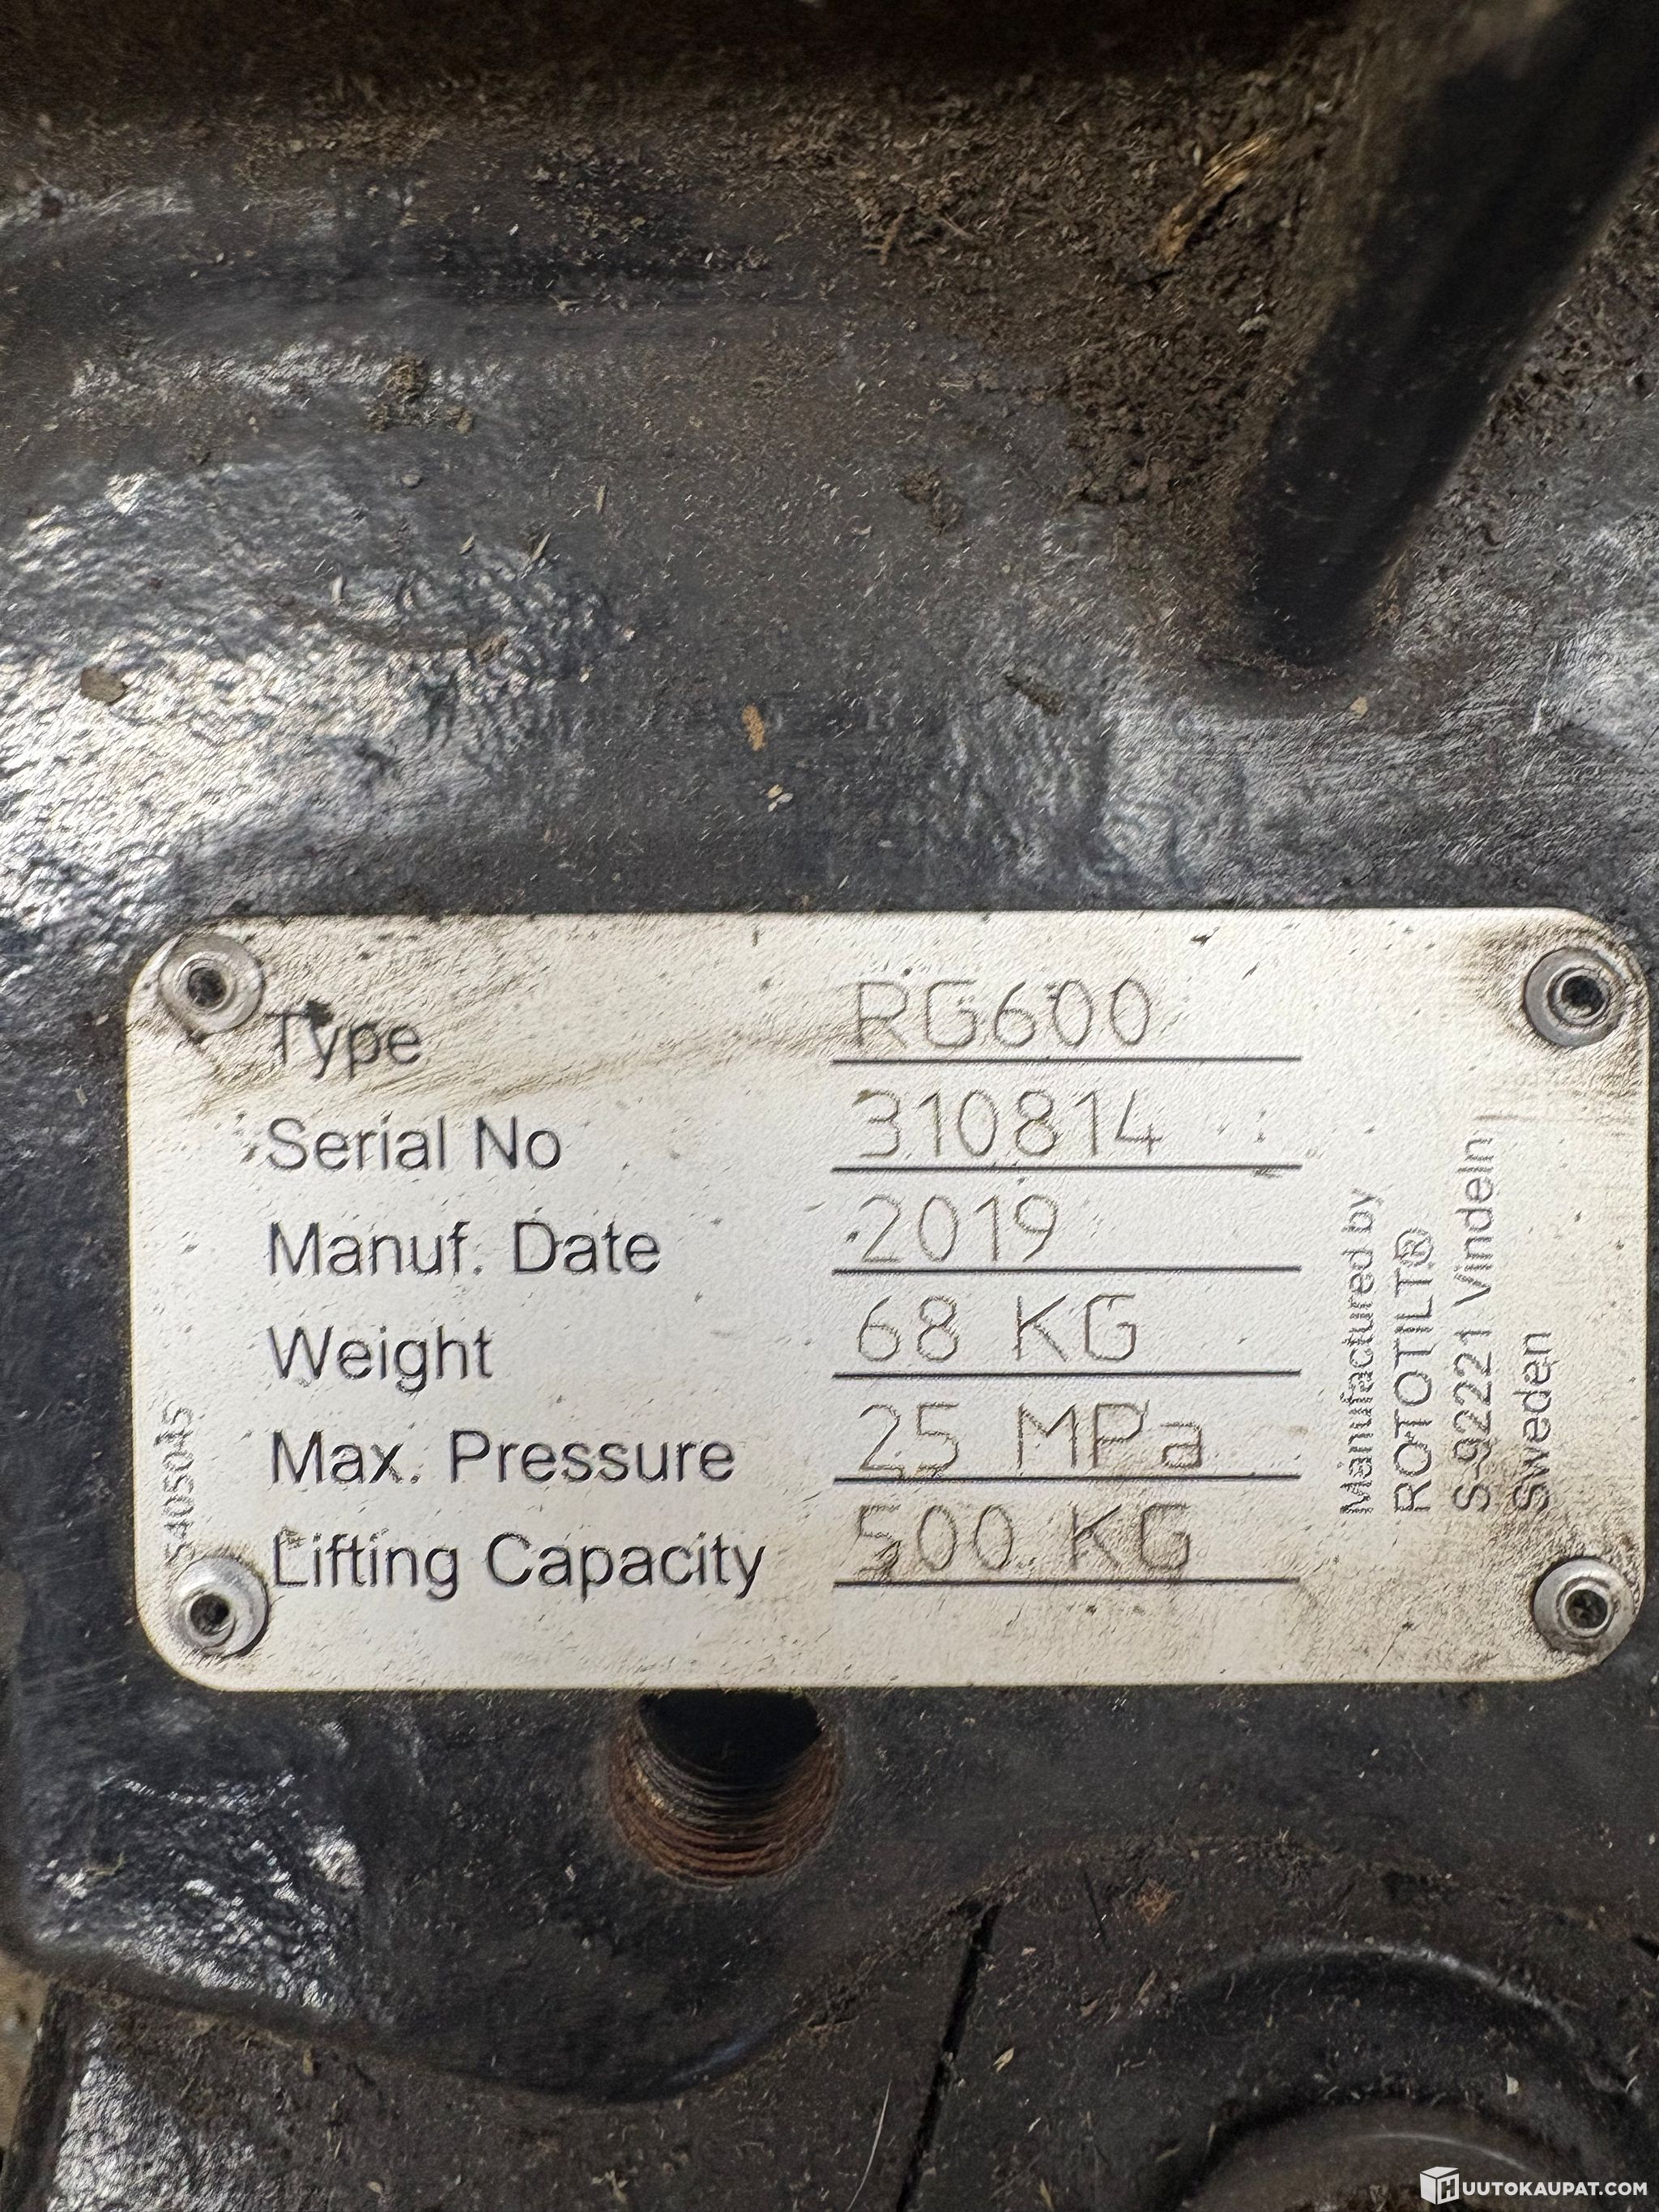 Type RG600
Serial No 310814
Manuf. Date 2019
Weight 68 KG
Max. Pressure 25 MPa
Lifting Capacity 500 KG
Manufactured by
ROTOTILT®
S-92221 Vindeln
Sweden
5405045
HUUTOKAUPAT.COM